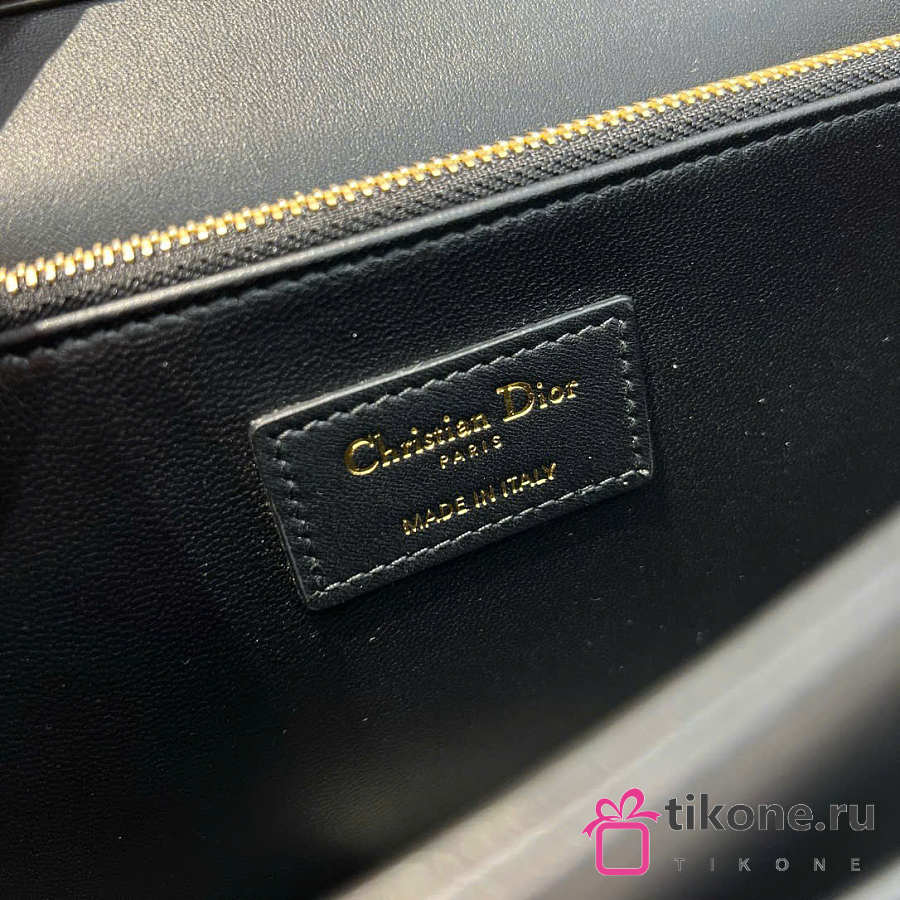 Christian Dior
PARIS
MADE IN ITALY
tikone.ru
TIKONE